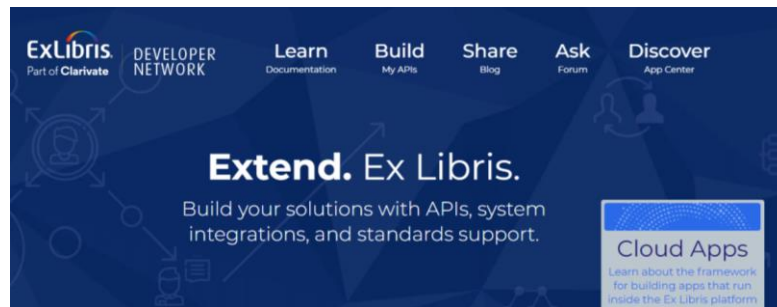 ExLibris.
Part of Clarivate
DEVELOPER
NETWORK
Learn
Documentation
Build
My APIs
Share
Blog
Ask
Forum
Discover
App Center
Extend. Ex Libris.
Build your solutions with APIs, system
integrations, and standards support.
Cloud Apps
Learn about the framework
for building apps that run
inside the Ex Libris platform